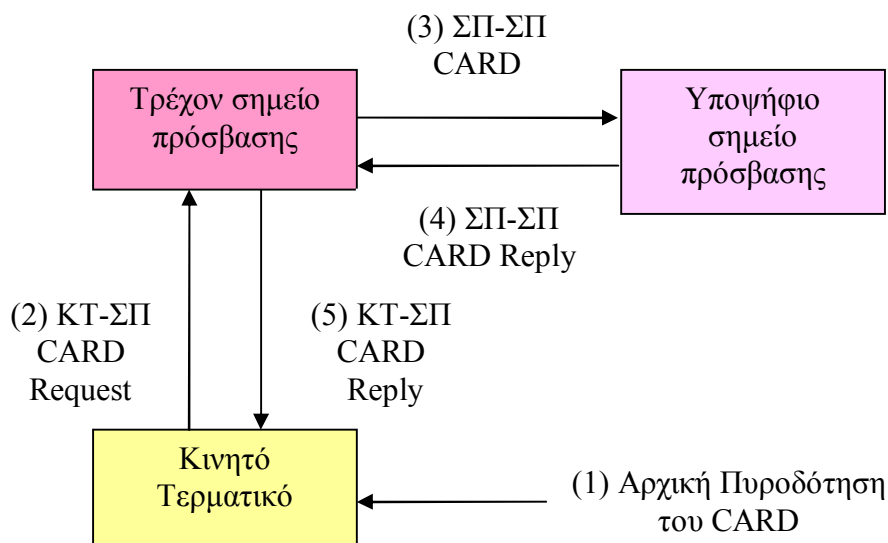 (3) ΣΠ-ΣΠ
CARD
Τρέχον σημείο
πρόσβασης
Υποψήφιο
σημείο
πρόσβασης
(4) ΣΠ-ΣΠ
CARD Reply
(2) ΚΤ-ΣΠ
CARD
Request
(5) ΚΤ-ΣΠ
CARD
Reply
Κινητό
Τερματικό
(1) Αρχική Πυροδότηση
του CARD